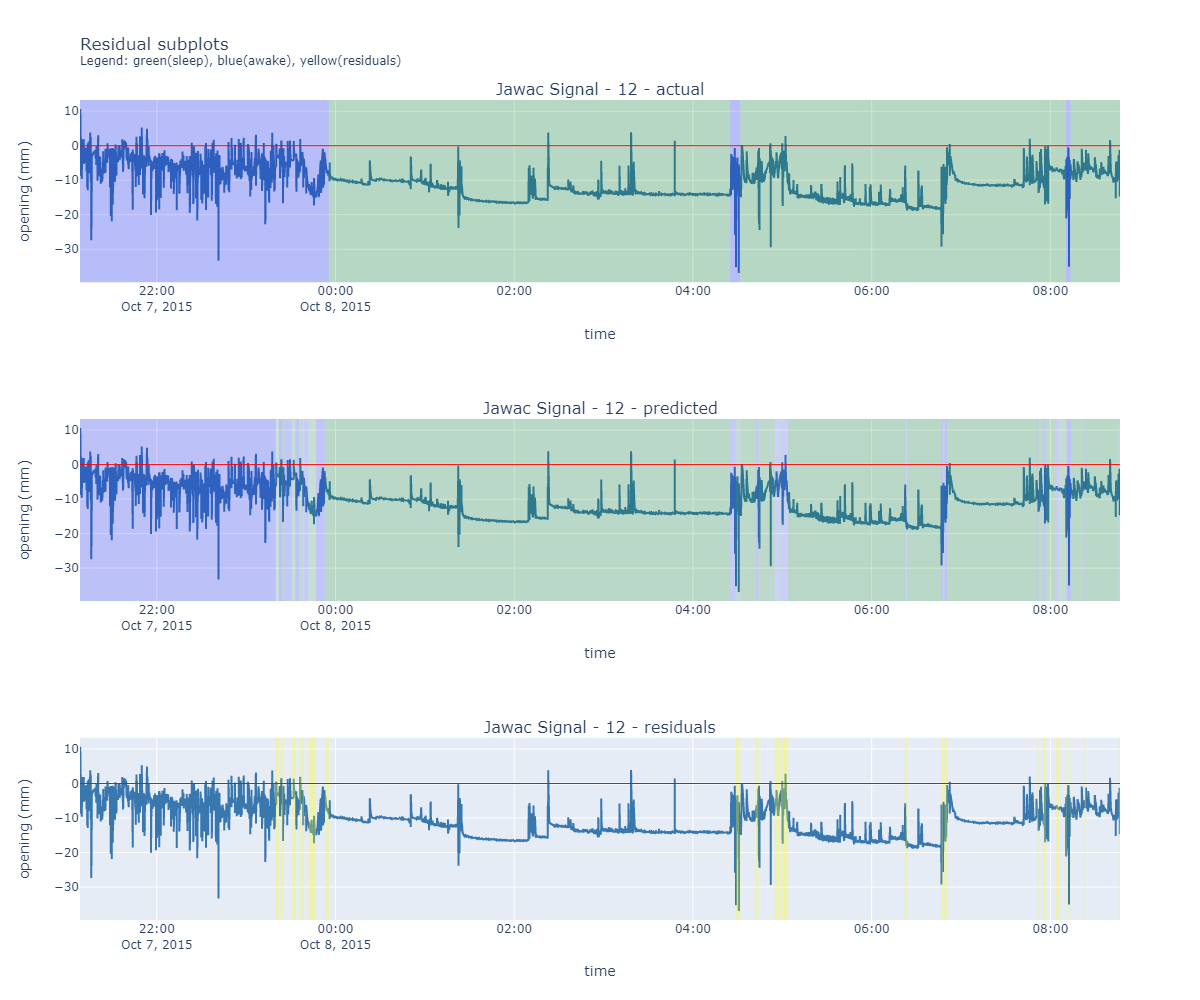 Residual subplots
Legend: green(sleep), blue(awake), yellow(residuals)
Jawac Signal - 12 - actual
opening (mm)
10
0
−10
−20
−30
22:00 00:00 02:00 04:00 06:00 08:00
Oct 7, 2015 Oct 8, 2015
time
Jawac Signal - 12 - predicted
opening (mm)
10
0
−10
−20
−30
22:00 00:00 02:00 04:00 06:00 08:00
Oct 7, 2015 Oct 8, 2015
time
Jawac Signal - 12 - residuals
opening (mm)
10
0
−10
−20
−30
22:00 00:00 02:00 04:00 06:00 08:00
Oct 7, 2015 Oct 8, 2015
time